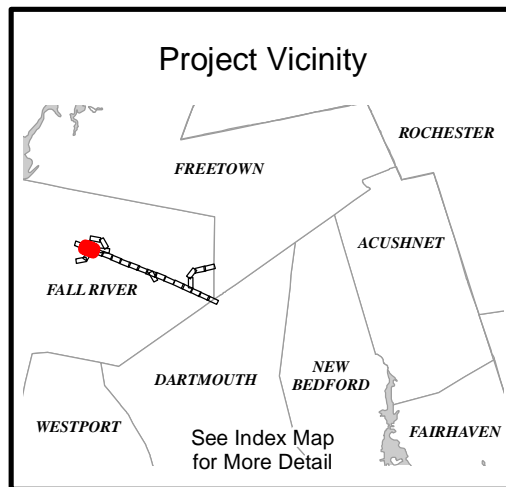 Project Vicinity
ROCHESTER
FREETOWN
ACUSHNET
FALL RIVER
DARTMOUTH
NEW
BEDFORD
WESTPORT
FAIRHAVEN
See Index Map
for More Detail